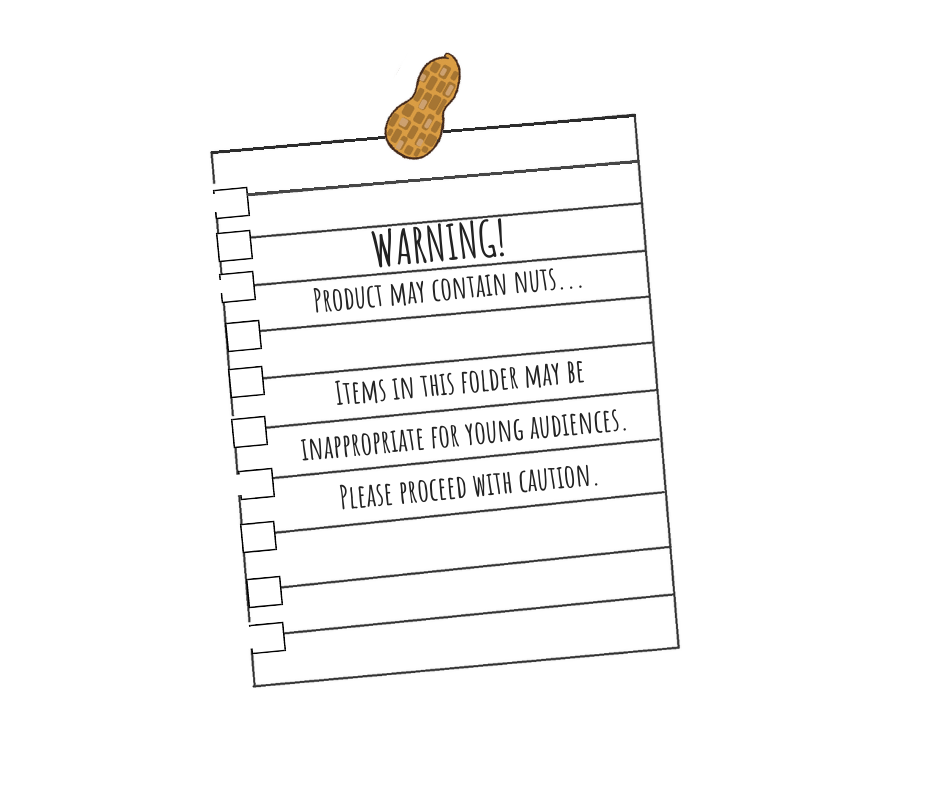 WARNING!
PRODUCT MAY CONTAIN NUTS...
ITEMS IN THIS FOLDER MAY BE
INAPPROPRIATE FOR YOUNG AUDIENCES.
PLEASE PROCEED WITH CAUTION.